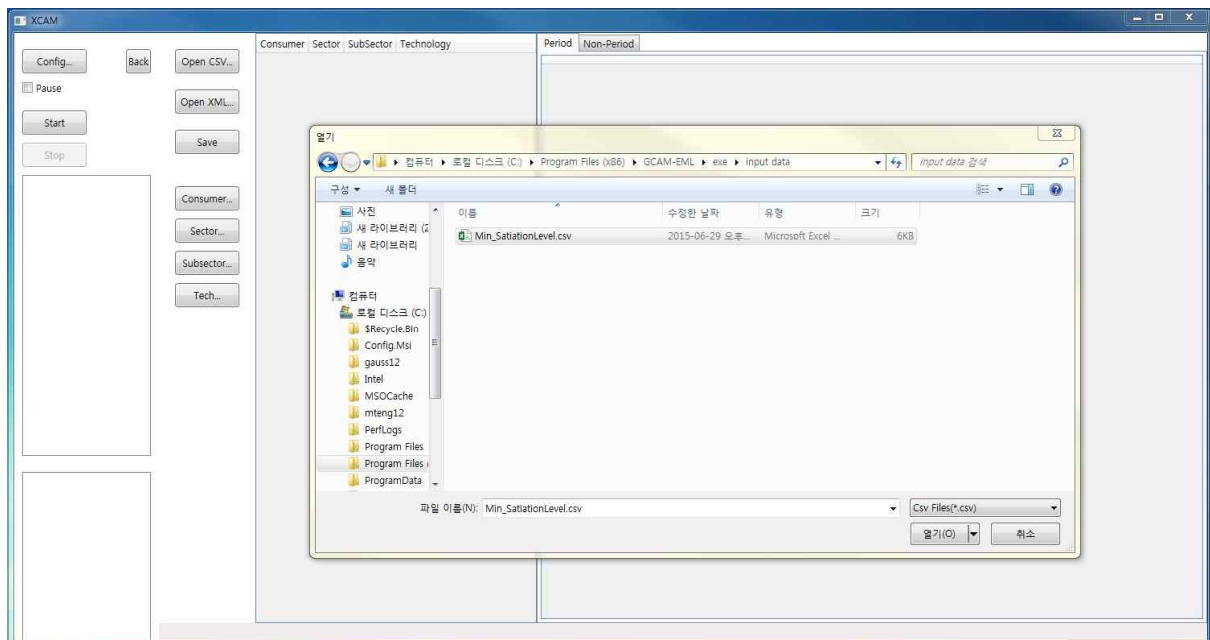 XCAM
Config...
Back
Open CSV...
Pause
Open XML...
Start
Save
Stop
Consumer...
Sector...
Subsector...
Tech...
Consumer Sector SubSector Technology
Period Non-Period
열기
컴퓨터 ▸ 로컬 디스크 (C:) ▸ Program Files (x86) ▸ GCAM-EML ▸ exe ▸ input data
input data 검색
구성 새 폴더
사진
새 라이브러리 (2
새 라이브러리
음악
컴퓨터
로컬 디스크 (C:)
$Recycle.Bin
Config.Msi
gauss12
Intel
MSOCache
mteng12
PerfLogs
Program Files
Program Files (
ProgramData
이름 수정한 날짜 유형 크기
Min_SatiationLevel.csv 2015-06-29 오후... Microsoft Excel ... 6KB
파일 이름(N): Min_SatiationLevel.csv
Csv Files(*.csv)
열기(O) 취소